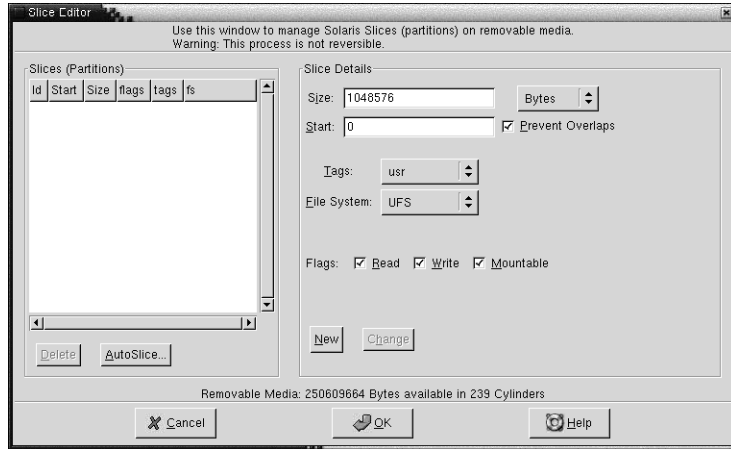 Slice Editor
Use this window to manage Solaris Slices (partitions) on removable media.
Warning: This process is not reversible.
Slices (Partitions)
Id Start Size flags tags fs
Delete AutoSlice...
Slice Details
Size: 1048576 Bytes
Start: 0 Prevent Overlaps
Tags: usr
File System: UFS
Flags: Read Write Mountable
New Change
Removable Media: 250609664 Bytes available in 239 Cylinders
Cancel OK Help